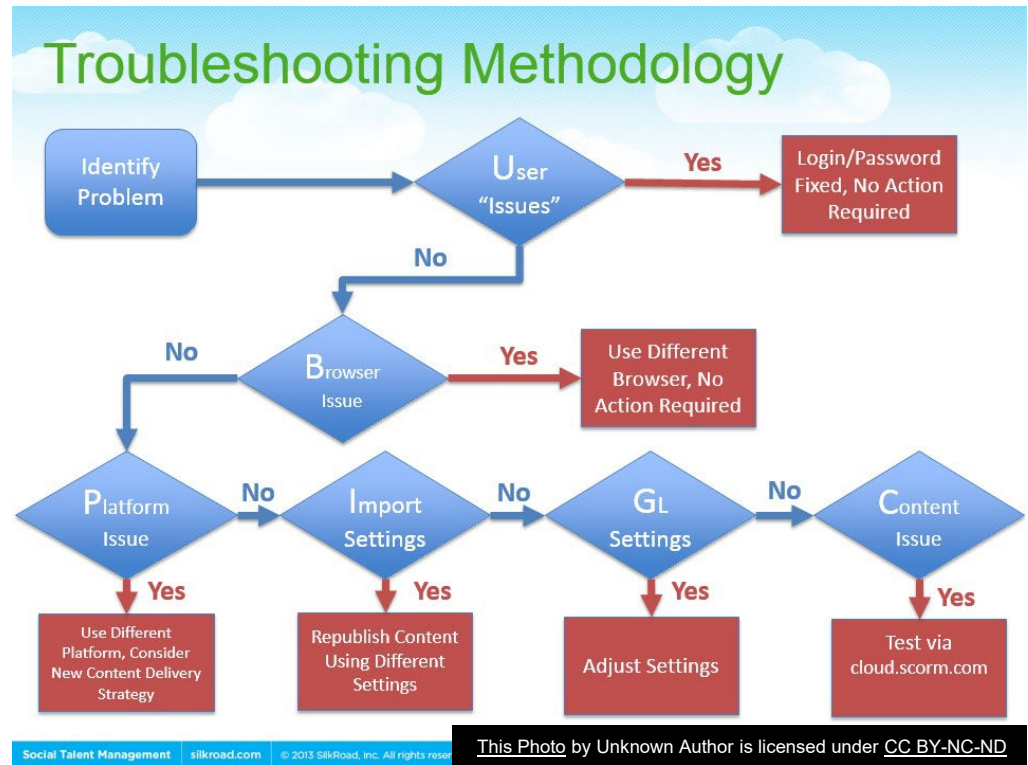 Troubleshooting Methodology
Identify
Problem
User
"Issues"
Yes
Login/Password
Fixed, No Action
Required
No
Browser
Issue
Yes
Use Different
Browser, No
Action Required
No
Platform
Issue
No
Import
Settings
No
GL
Settings
No
Content
Issue
Yes
Use Different
Platform, Consider
New Content Delivery
Strategy
Yes
Republish Content
Using Different
Settings
Yes
Adjust Settings
Yes
Test via
cloud.scorm.com
Social Talent Management
silkroad.com
© 2013 SilkRoad, Inc. All rights reser
This Photo by Unknown Author is licensed under CC BY-NC-ND